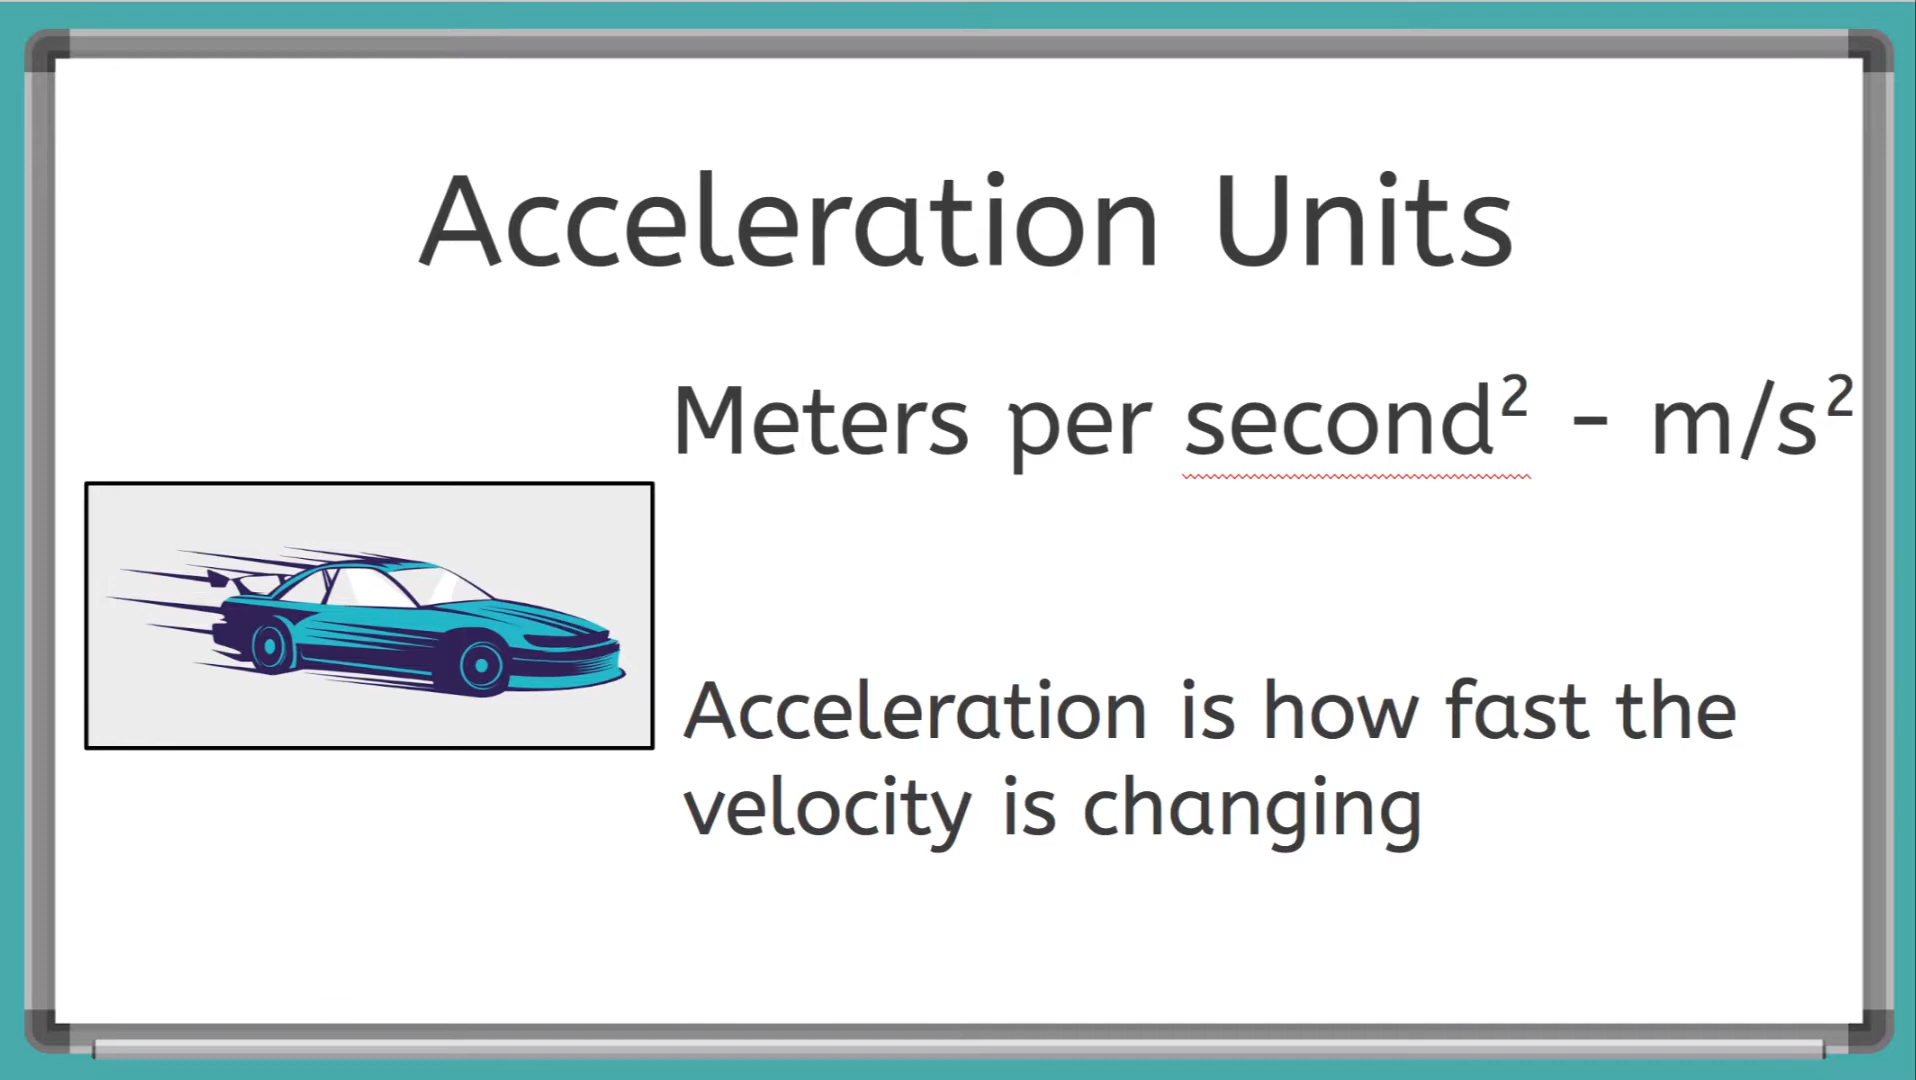 Acceleration Units
Meters per second² - m/s²
Acceleration is how fast the
velocity is changing